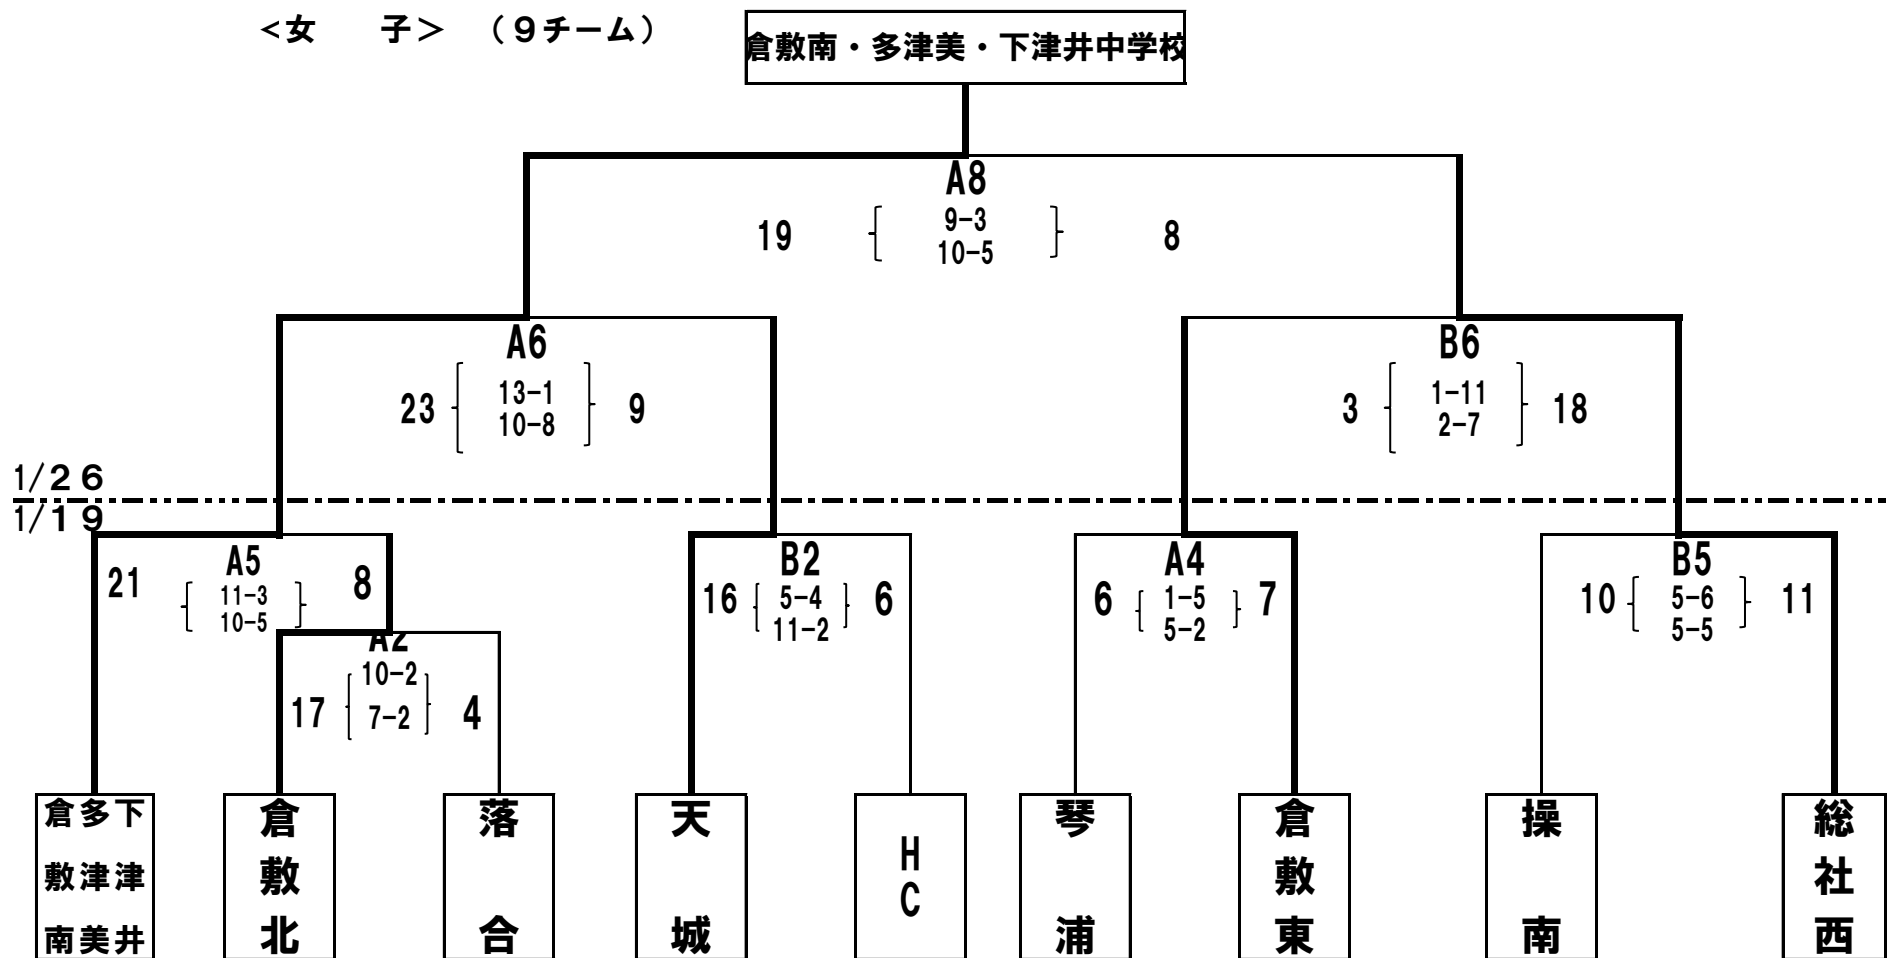 <女　　子>　（９チーム）
倉敷南・多津美・下津井中学校
A8
19 9-3 8
10-5
A6
23 13-1 9
10-8
B6
3 1-11 18
2-7
1/２６
1/１９
A5
21 11-3 8
10-5
A2
17 10-2 4
7-2
B2
16 5-4 6
11-2
A4
6 1-5 7
5-2
B5
10 5-6 11
5-5
倉敷南
多津美
下津井
倉敷北
落合
天城
HC
琴浦
倉敷東
操南
総社西